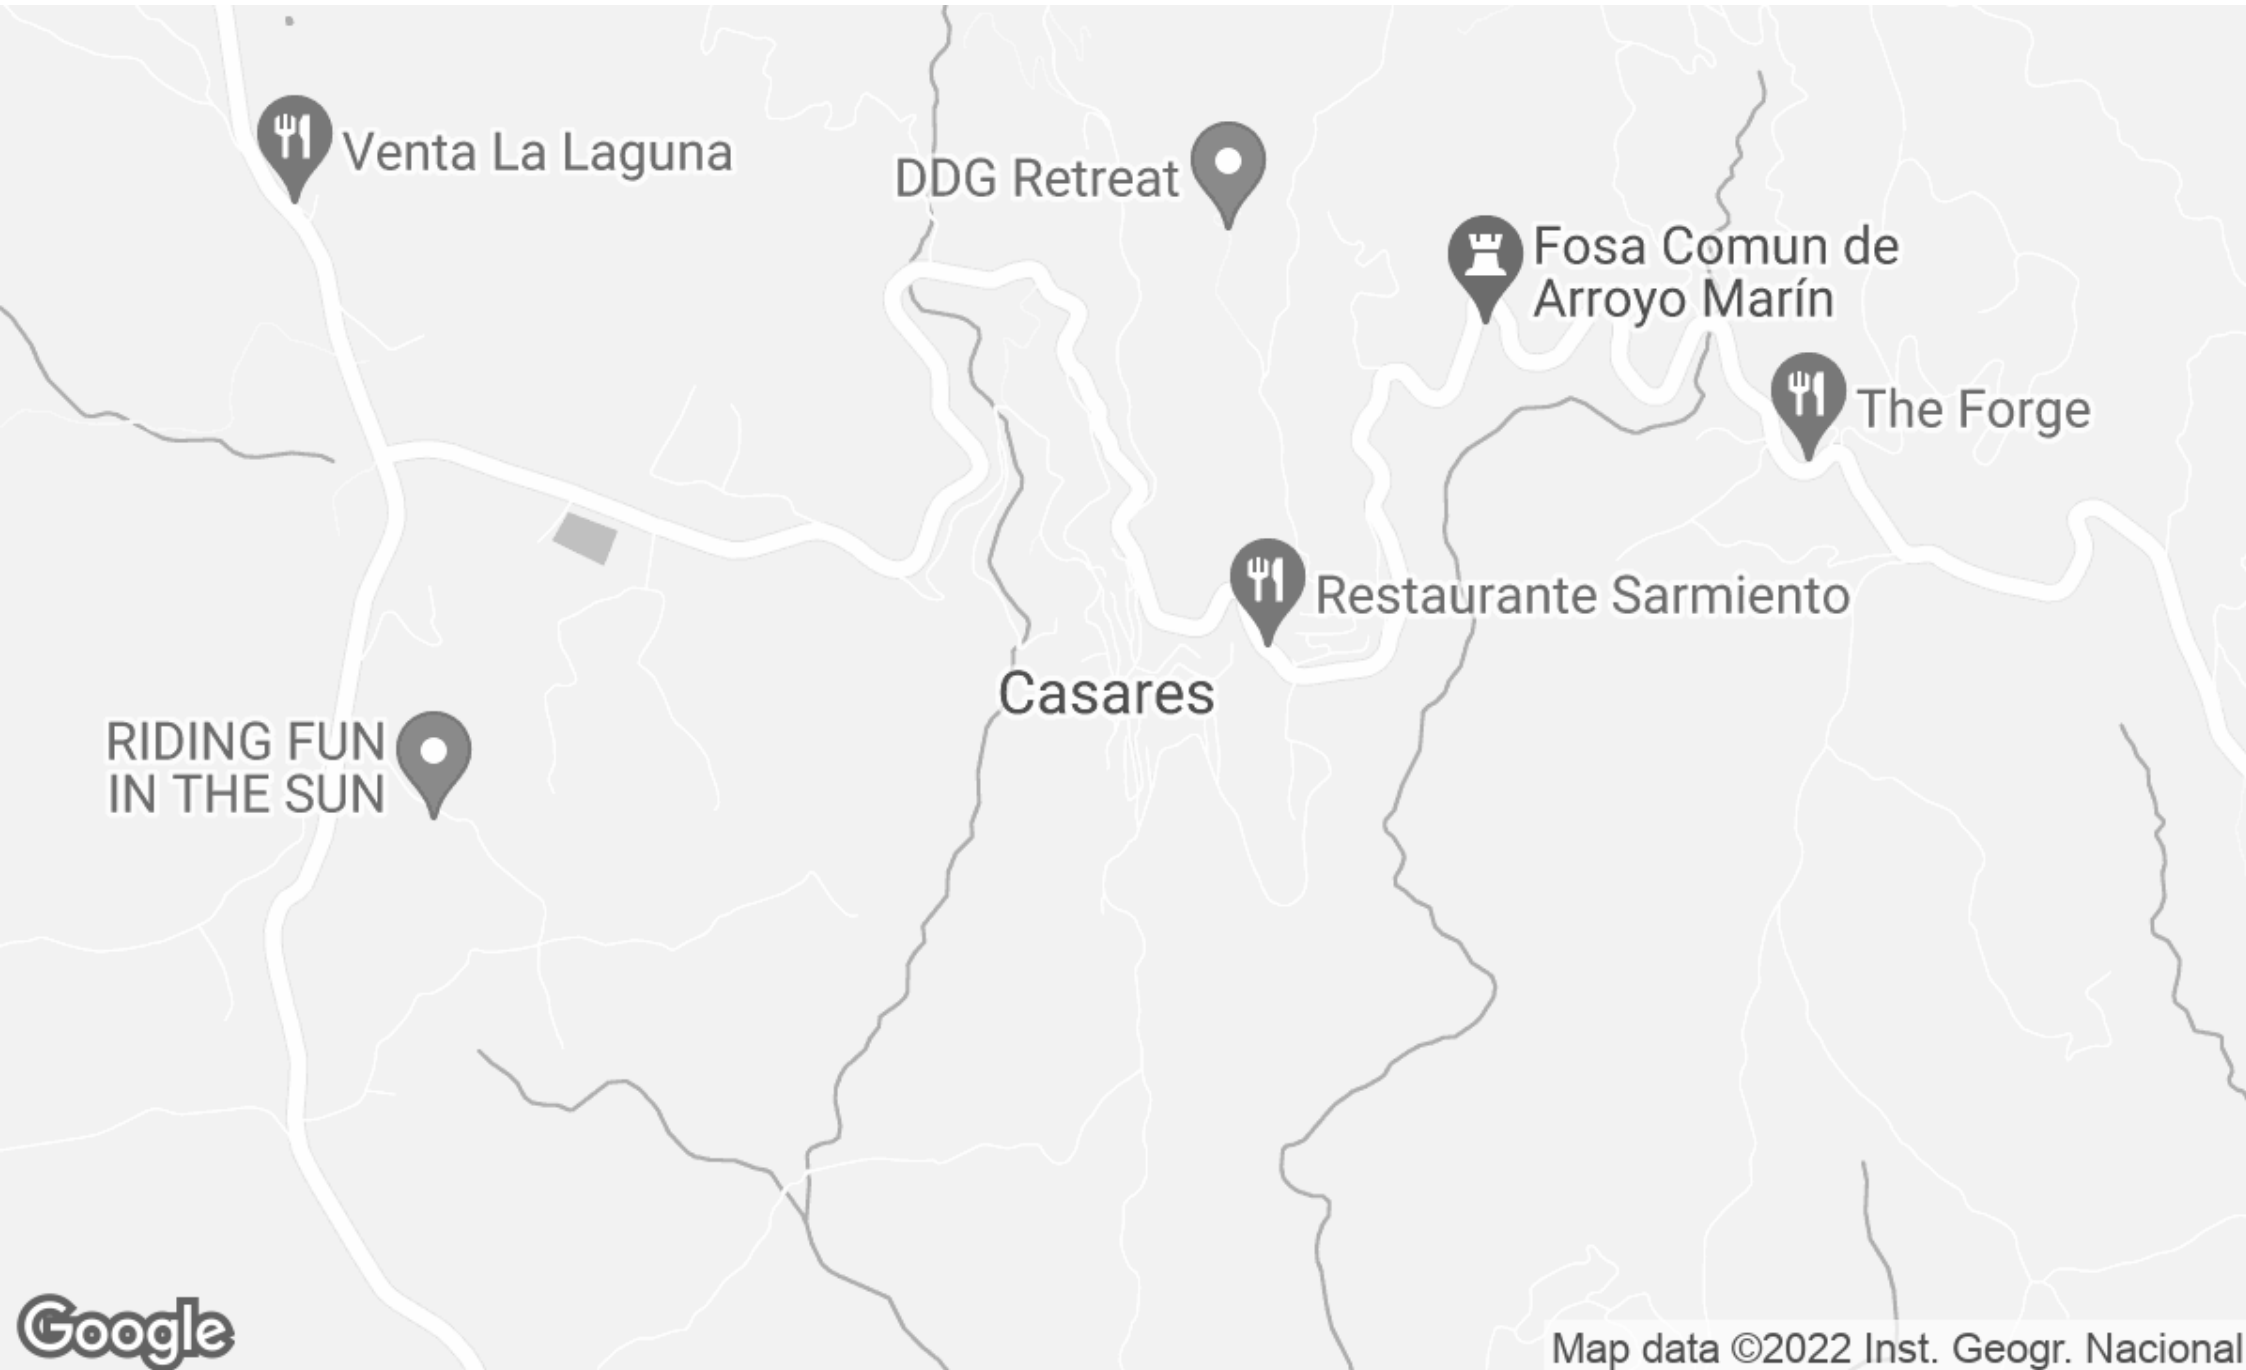 Venta La Laguna
DDG Retreat
Fosa Comun de
Arroyo Marín
The Forge
Restaurante Sarmiento
Casares
RIDING FUN
IN THE SUN
Google
Map data ©2022 Inst. Geogr. Nacional